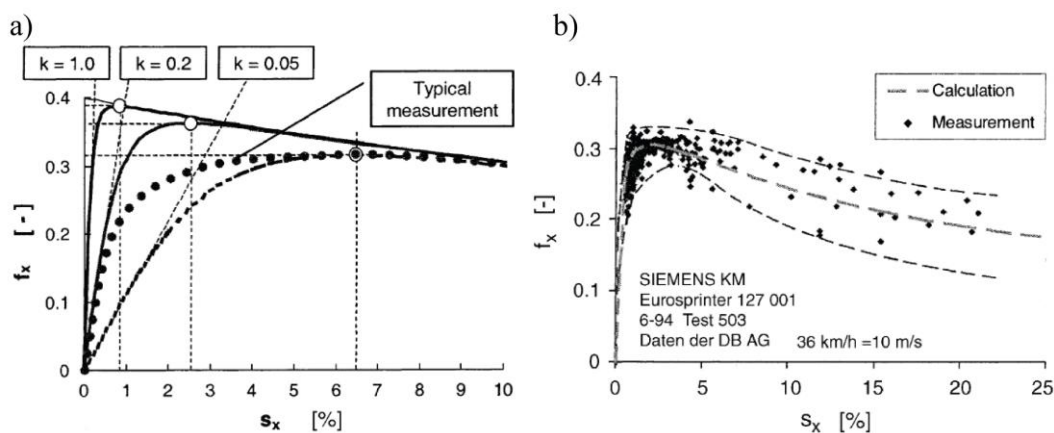 a)
k = 1.0
k = 0.2
k = 0.05
Typical
measurement
0.4
0.3
0.2
0.1
0
f_x [-]
0 1 2 3 4 5 6 7 8 9 10
s_x [%]
b)
Calculation
Measurement
0.4
0.3
0.2
0.1
0
f_x [-]
SIEMENS KM
Eurosprinter 127 001
6-94 Test 503
Daten der DB AG 36 km/h =10 m/s
0 5 10 15 20 25
s_x [%]